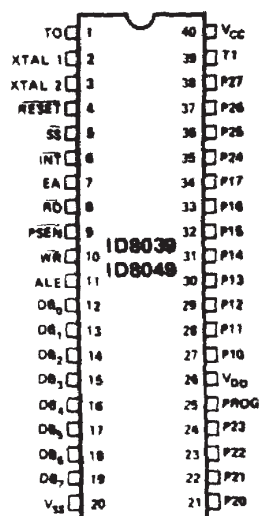 TO 1 40 VCC
XTAL 1 2 39 T1
XTAL 2 3 38 P27
RESET 4 37 P26
SS 5 36 P25
INT 6 35 P24
EA 7 34 P17
RD 8 33 P16
PSEN 9 32 P15
WR 10 31 P14
ALE 11 30 P13
DB0 12 29 P12
DB1 13 28 P11
DB2 14 27 P10
DB3 15 26 VDD
DB4 16 25 PROG
DB5 17 24 P23
DB6 18 23 P22
DB7 19 22 P21
VSS 20 21 P20
ID8039
ID8049